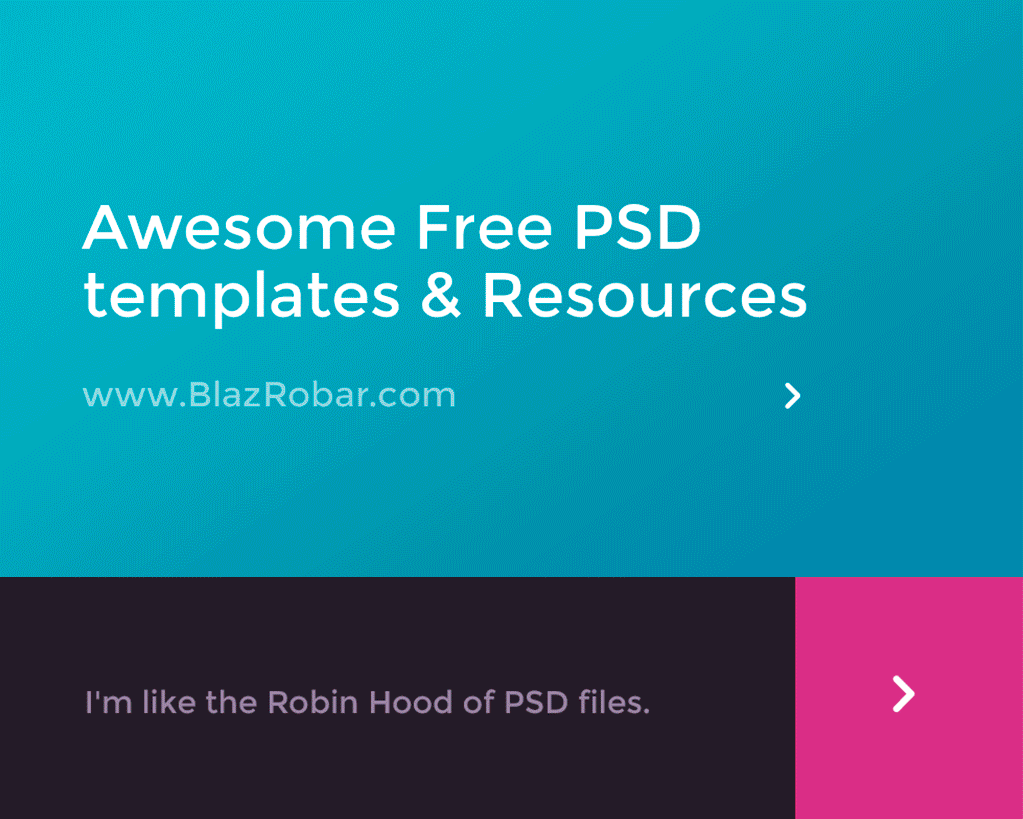 Awesome Free PSD
templates & Resources
www.BlazRobar.com
I'm like the Robin Hood of PSD files.